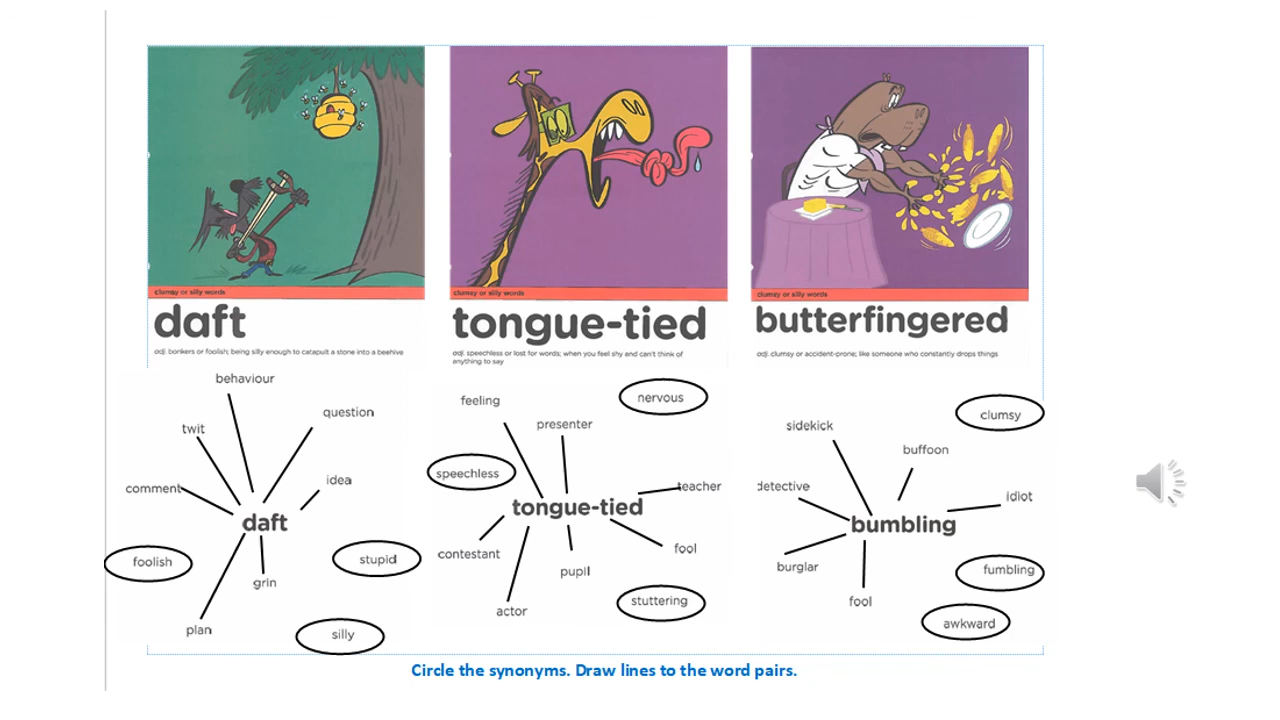 clumsy or silly words
daft
adj. bonkers or foolish; being silly enough to catapult a stone into a beehive
clumsy or silly words
tongue-tied
adj. speechless or lost for words; when you feel shy and can't think of
anything to say
clumsy or silly words
butterfingered
adj. clumsy or accident-prone; like someone who constantly drops things
behaviour
question
twit
idea
comment
daft
foolish
stupid
grin
plan
silly
nervous
feeling
presenter
speechless
teacher
tongue-tied
contestant
fool
pupil
stuttering
actor
clumsy
sidekick
buffoon
detective
idiot
bumbling
burglar
fumbling
fool
awkward
Circle the synonyms. Draw lines to the word pairs.